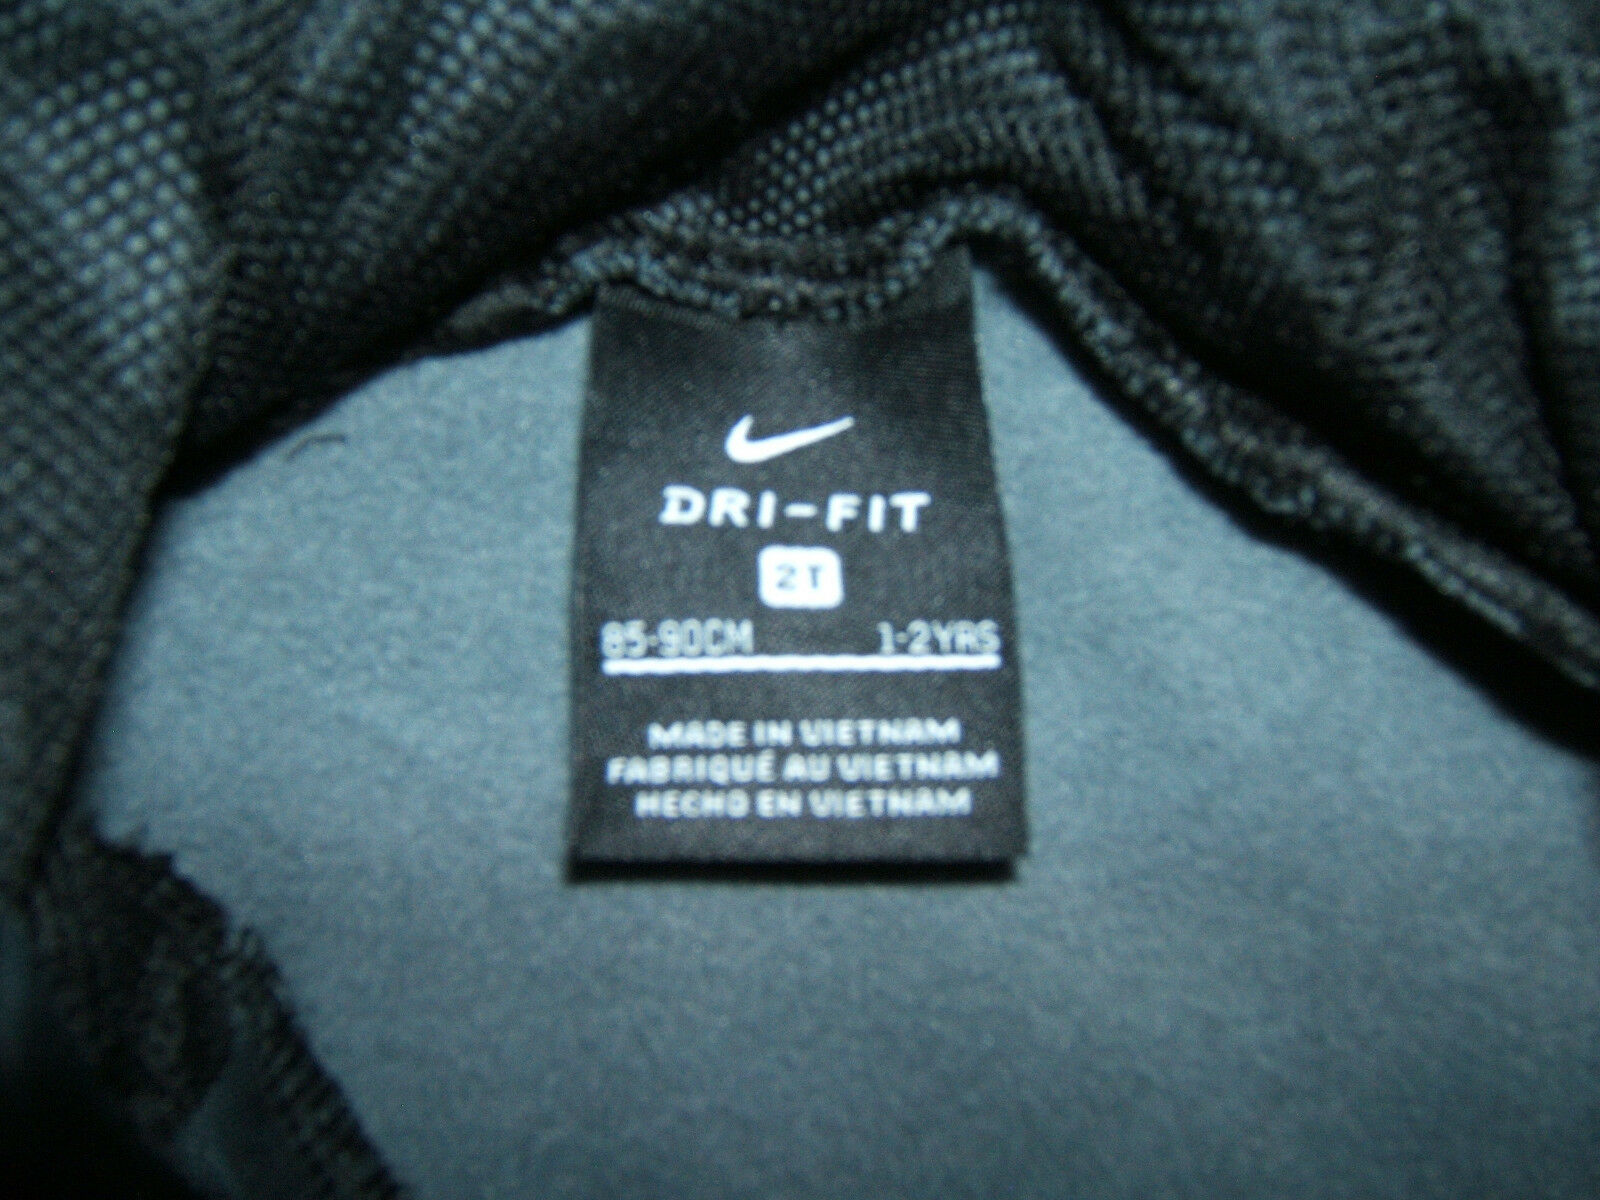 DRI-FIT
2T
85-90CM 1-2YRS
MADE IN VIETNAM
FABRIQUÉ AU VIETNAM
HECHO EN VIETNAM